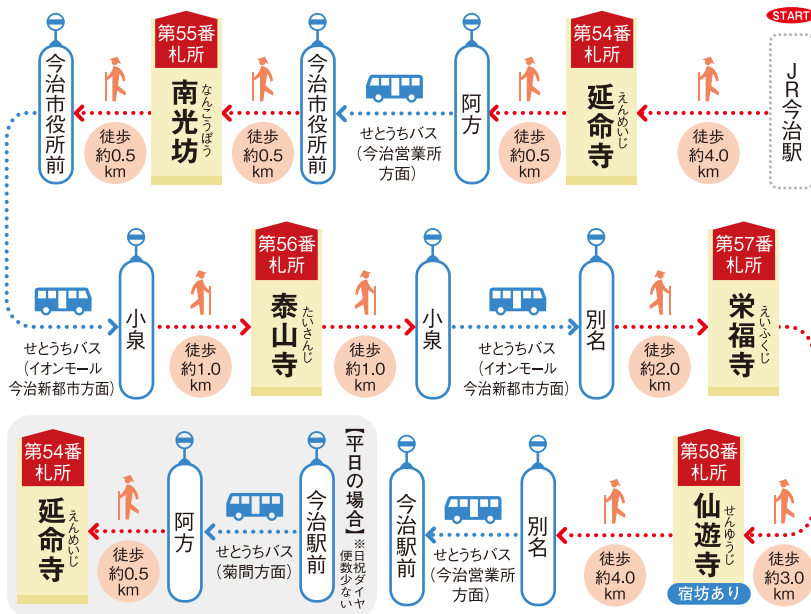 START
JR今治駅
徒歩
約4.0
km
第54番
札所
延命寺
えんめいじ
徒歩
約0.5
km
阿方
せとうちバス
(今治営業所
方面)
今治市役所前
徒歩
約0.5
km
第55番
札所
南光坊
なんこうぼう
徒歩
約0.5
km
今治市役所前
せとうちバス
(イオンモール
今治新都市方面)
小泉
徒歩
約1.0
km
第56番
札所
泰山寺
たいさんじ
徒歩
約1.0
km
小泉
せとうちバス
(イオンモール
今治新都市方面)
別名
徒歩
約2.0
km
第57番
札所
栄福寺
えいふくじ
徒歩
約3.0
km
第58番
札所
仙遊寺
せんゆうじ
宿坊あり
徒歩
約4.0
km
別名
せとうちバス
(今治営業所
方面)
今治駅前
【平日の場合】
※日祝ダイヤ
便数少ない
今治駅前
せとうちバス
(菊間方面)
阿方
徒歩
約0.5
km
第54番
札所
延命寺
えんめいじ